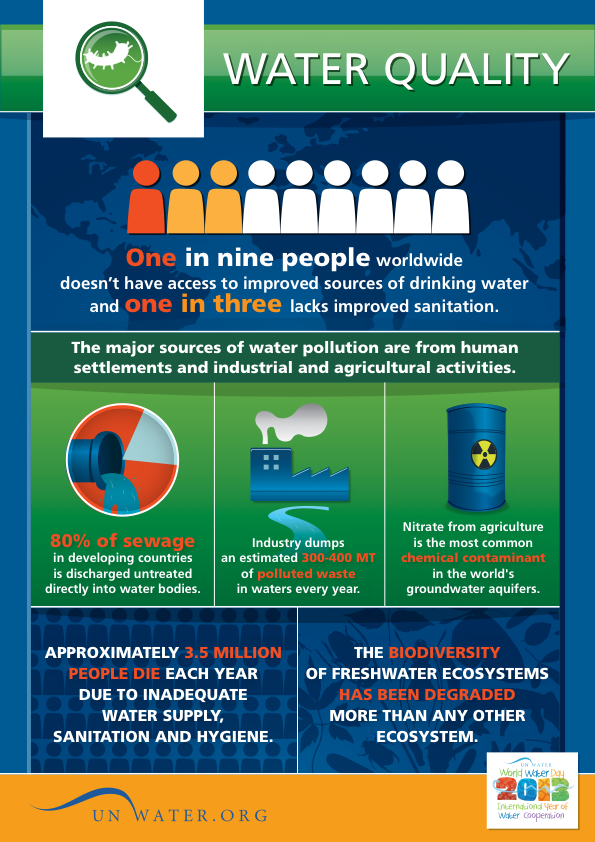 WATER QUALITY
One in nine people worldwide
doesn't have access to improved sources of drinking water
and one in three lacks improved sanitation.
The major sources of water pollution are from human
settlements and industrial and agricultural activities.
80% of sewage
in developing countries
is discharged untreated
directly into water bodies.
Industry dumps
an estimated 300-400 MT
of polluted waste
in waters every year.
Nitrate from agriculture
is the most common
chemical contaminant
in the world's
groundwater aquifers.
APPROXIMATELY 3.5 MILLION
PEOPLE DIE EACH YEAR
DUE TO INADEQUATE
WATER SUPPLY,
SANITATION AND HYGIENE.
THE BIODIVERSITY
OF FRESHWATER ECOSYSTEMS
HAS BEEN DEGRADED
MORE THAN ANY OTHER
ECOSYSTEM.
UN WATER.ORG
UN WATER
World Water Day
2013
International Year of
Water Cooperation